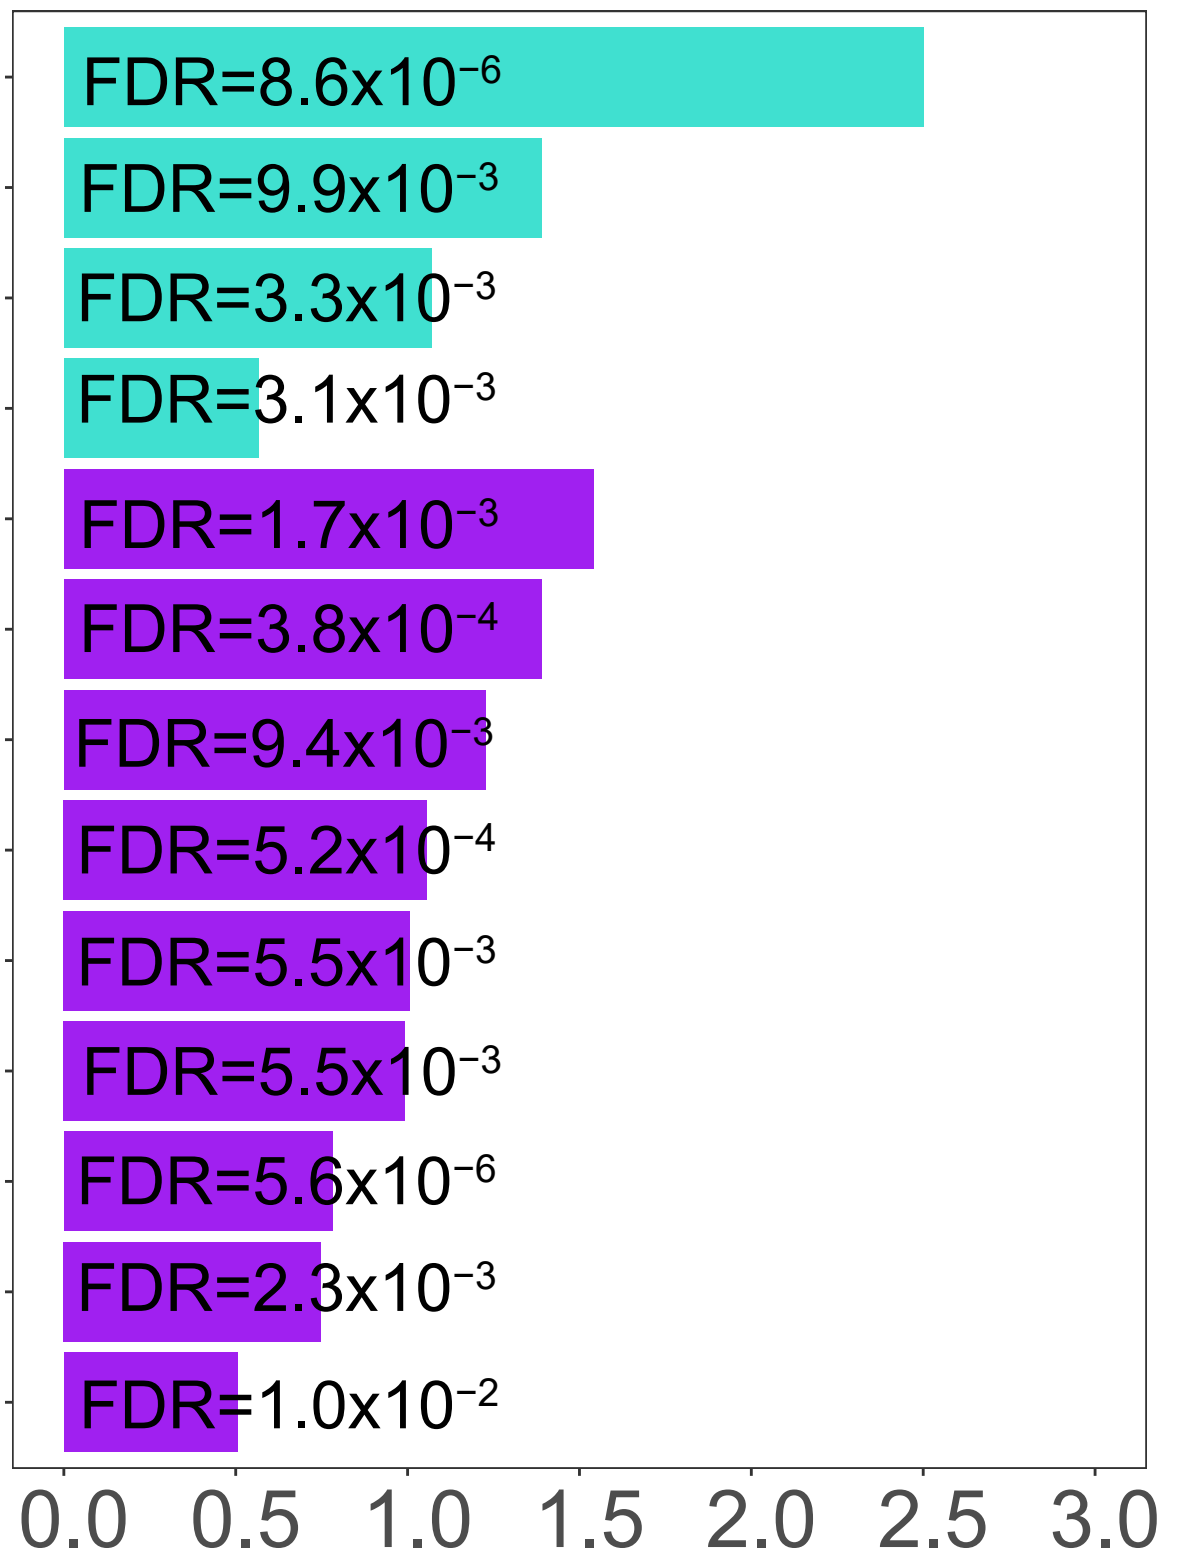 FDR=8.6x10⁻⁶
FDR=9.9x10⁻³
FDR=3.3x10⁻³
FDR=3.1x10⁻³
FDR=1.7x10⁻³
FDR=3.8x10⁻⁴
FDR=9.4x10⁻³
FDR=5.2x10⁻⁴
FDR=5.5x10⁻³
FDR=5.5x10⁻³
FDR=5.6x10⁻⁶
FDR=2.3x10⁻³
FDR=1.0x10⁻²
0.0 0.5 1.0 1.5 2.0 2.5 3.0